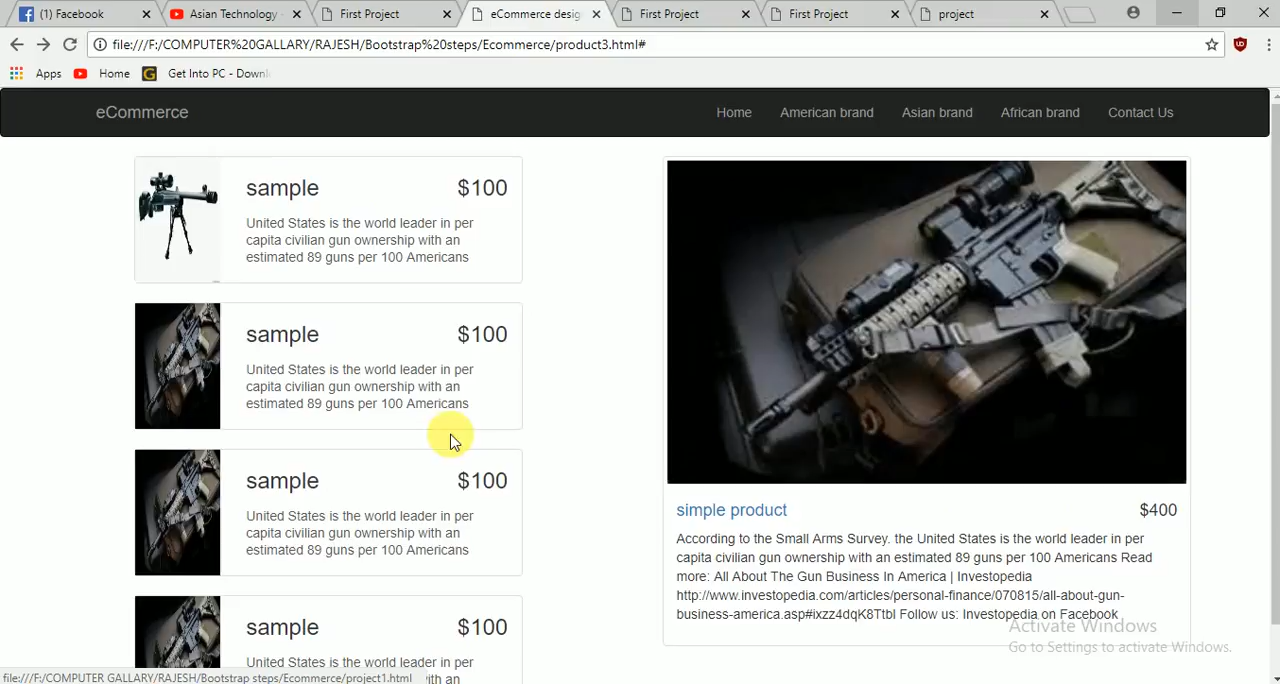 (1) Facebook
Asian Technology -
First Project
eCommerce desig
First Project
First Project
project
file:///F:/COMPUTER%20GALLARY/RAJESH/Bootstrap%20steps/Ecommerce/product3.html#
Apps
Home
Get Into PC - Downl
eCommerce
Home
American brand
Asian brand
African brand
Contact Us
sample $100
United States is the world leader in per
capita civilian gun ownership with an
estimated 89 guns per 100 Americans
sample $100
United States is the world leader in per
capita civilian gun ownership with an
estimated 89 guns per 100 Americans
sample $100
United States is the world leader in per
capita civilian gun ownership with an
estimated 89 guns per 100 Americans
sample $100
United States is the world leader in per
th an
simple product $400
According to the Small Arms Survey. the United States is the world leader in per
capita civilian gun ownership with an estimated 89 guns per 100 Americans Read
more: All About The Gun Business In America | Investopedia
http://www.investopedia.com/articles/personal-finance/070815/all-about-gun-
business-america.asp#ixzz4dqK8Ttbl Follow us: Investopedia on Facebook
Activate Windows
Go to Settings to activate Windows.
file:///F:/COMPUTER GALLARY/RAJESH/Bootstrap steps/Ecommerce/project1.html